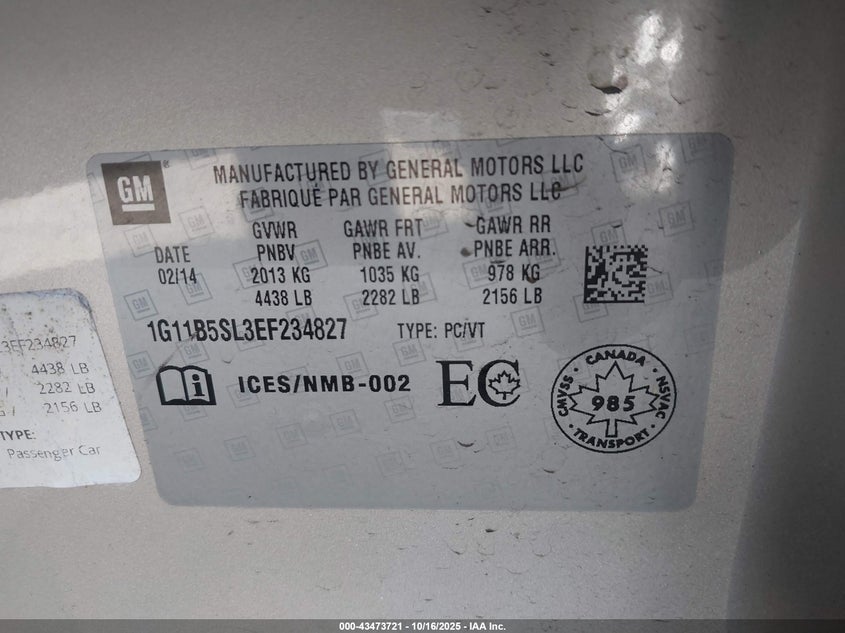 GM
MANUFACTURED BY GENERAL MOTORS LLC
FABRIQUÉ PAR GENERAL MOTORS LLC
DATE GVWR GAWR FRT GAWR RR
PNBV PNBE AV. PNBE ARR.
02/14 2013 KG 1035 KG 978 KG
4438 LB 2282 LB 2156 LB
1G11B5SL3EF234827 TYPE: PC/VT
i ICES/NMB-002 EC
CANADA
CMVSS 985 NSVAC
TRANSPORT
3EF234827
4438 LB
2282 LB
2156 LB
TYPE:
Passenger Car
000-43473721 - 10/16/2025 - IAA Inc.